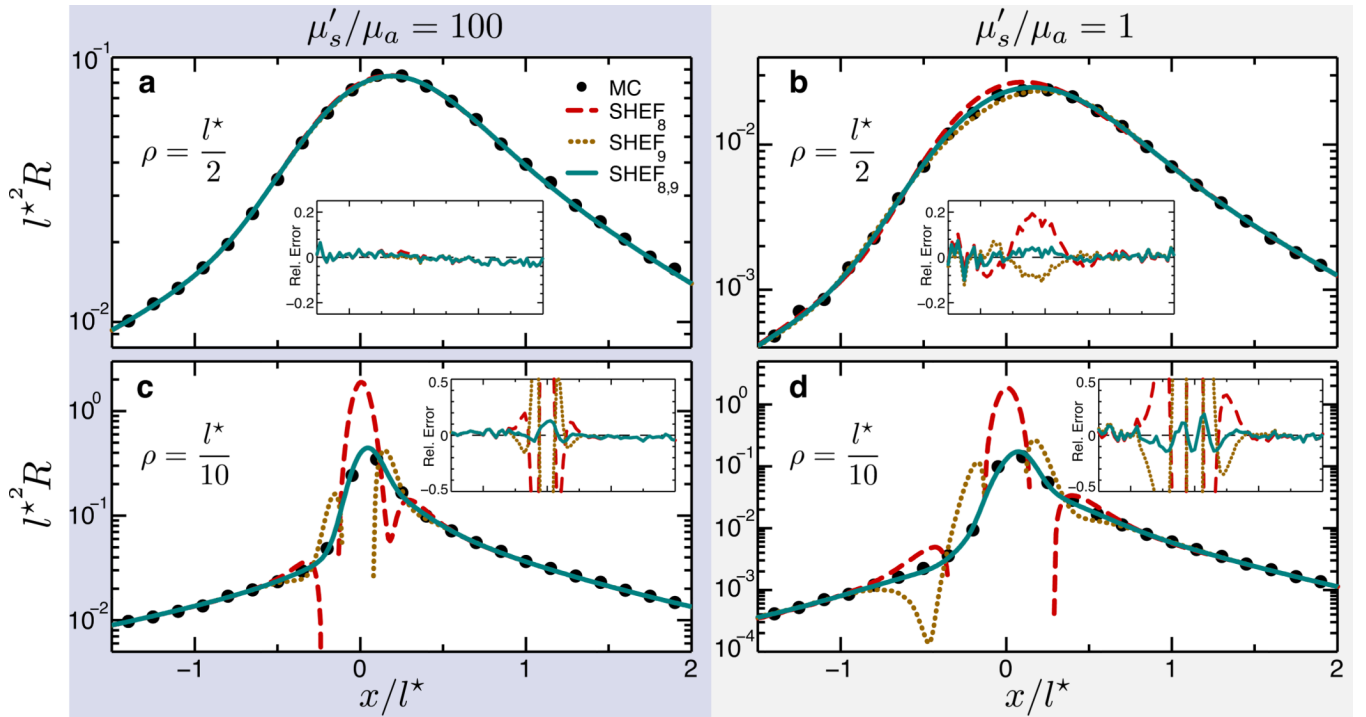 μ′ₛ/μₐ = 100
μ′ₛ/μₐ = 1
a
ρ = l⋆/2
MC
SHEF₈
SHEF₉
SHEF₈,₉
l⋆²R
10⁻¹
10⁻²
Rel. Error
0.2
0
−0.2
b
ρ = l⋆/2
10⁻²
10⁻³
Rel. Error
0.2
0
−0.2
c
ρ = l⋆/10
l⋆²R
10⁰
10⁻¹
10⁻²
Rel. Error
0.5
0
−0.5
−1
0
1
2
x/l⋆
d
ρ = l⋆/10
10⁰
10⁻¹
10⁻²
10⁻³
10⁻⁴
Rel. Error
0.5
0
−0.5
−1
0
1
2
x/l⋆